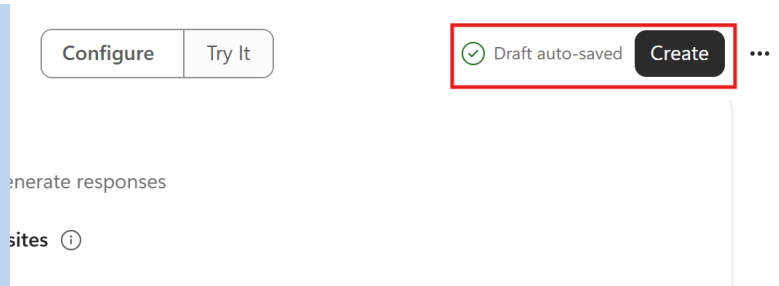 Configure Try It Draft auto-saved Create
enerate responses
sites